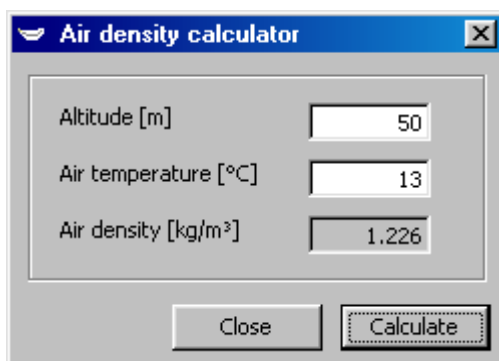 Air density calculator
Altitude [m] 50
Air temperature [°C] 13
Air density [kg/m³] 1.226
Close Calculate